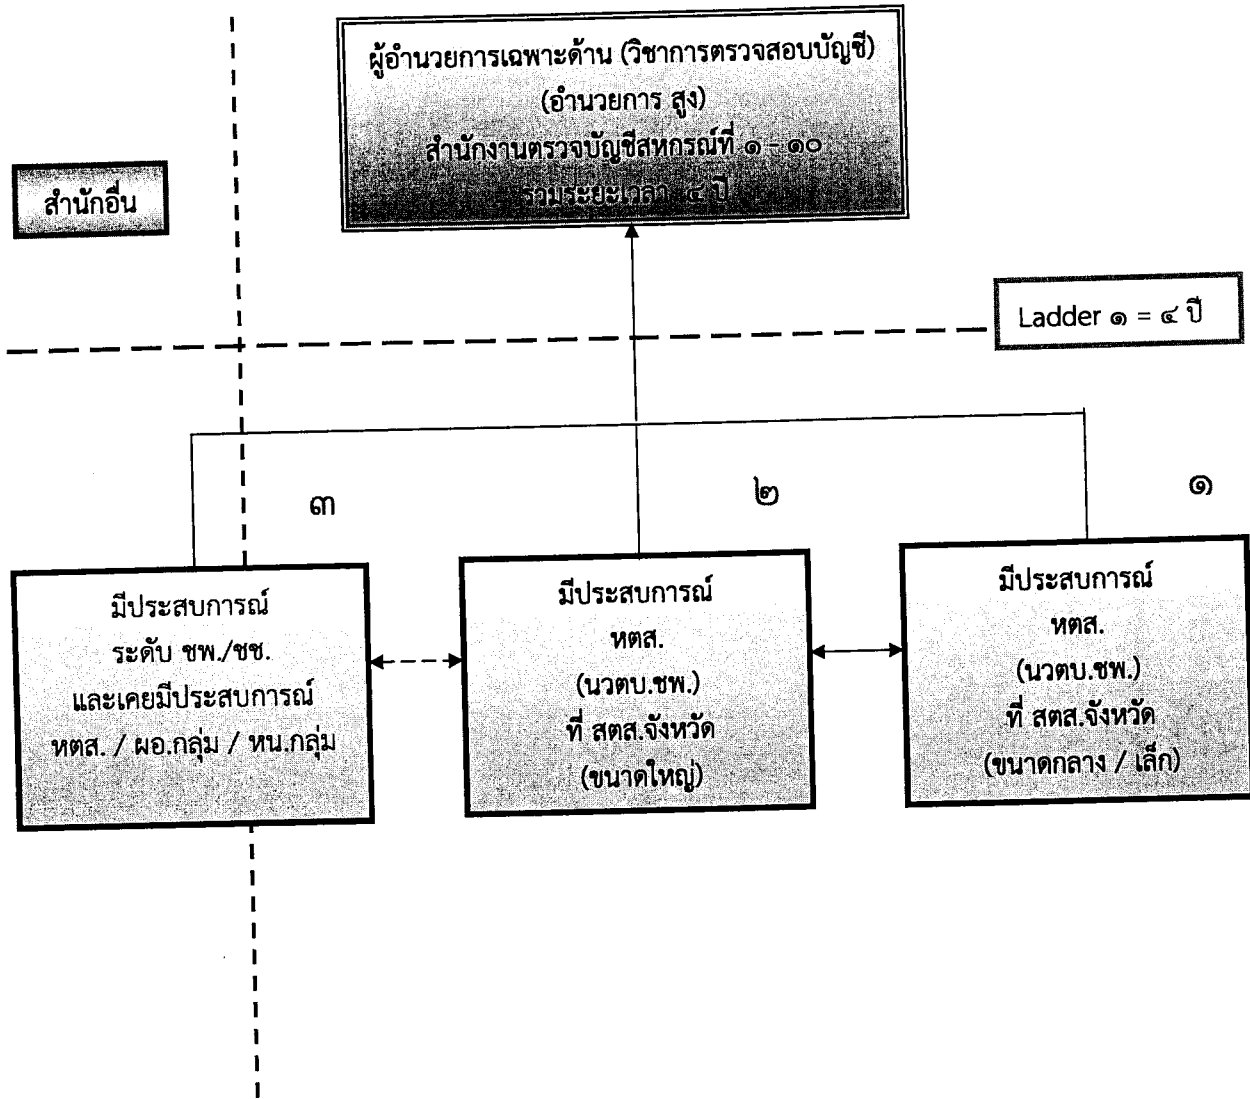 ผู้อำนวยการเฉพาะด้าน (วิชาการตรวจสอบบัญชี)
(อำนวยการ สูง)
สำนักงานตรวจบัญชีสหกรณ์ที่ ๑ - ๑๐
รวมระยะเวลา ๔ ปี
สำนักอื่น
Ladder ๑ = ๔ ปี
๓
๒
๑
มีประสบการณ์
ระดับ ชพ./ชช.
และเคยมีประสบการณ์
หตส. / ผอ.กลุ่ม / หน.กลุ่ม
มีประสบการณ์
หตส.
(นวตบ.ชพ.)
ที่ สตส.จังหวัด
(ขนาดใหญ่)
มีประสบการณ์
หตส.
(นวตบ.ชพ.)
ที่ สตส.จังหวัด
(ขนาดกลาง / เล็ก)